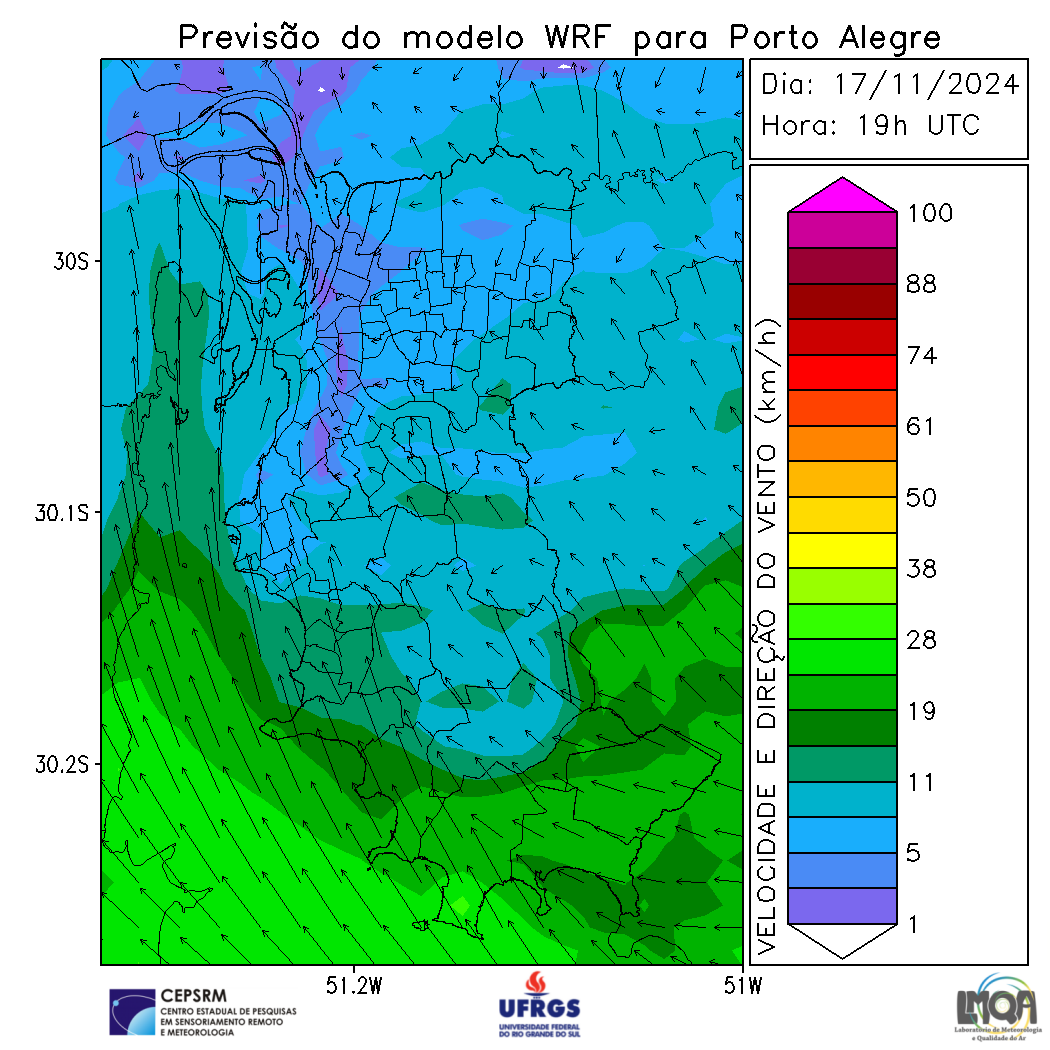 Previsão do modelo WRF para Porto Alegre
Dia: 17/11/2024
Hora: 19h UTC
30S
30.1S
30.2S
51.2W
51W
VELOCIDADE E DIREÇÃO DO VENTO (km/h)
100
88
74
61
50
38
28
19
11
5
1
CEPSRM
CENTRO ESTADUAL DE PESQUISAS
EM SENSORIAMENTO REMOTO
E METEOROLOGIA
UFRGS
UNIVERSIDADE FEDERAL
DO RIO GRANDE DO SUL
LMQA
Laboratório de Meteorologia
e Qualidade do Ar